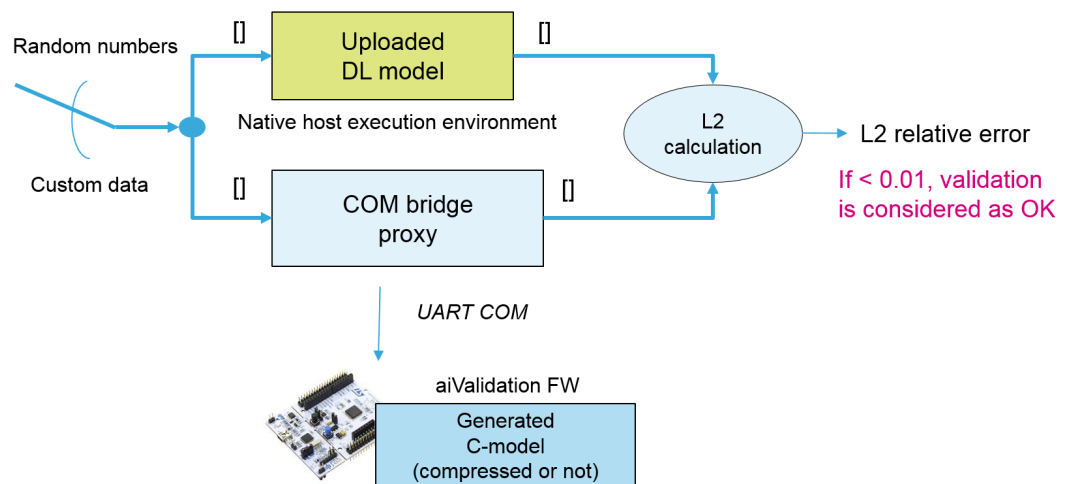 Random numbers
Custom data
[]
Uploaded
DL model
[]
Native host execution environment
[]
COM bridge
proxy
[]
L2
calculation
L2 relative error
If < 0.01, validation
is considered as OK
UART COM
aiValidation FW
Generated
C-model
(compressed or not)